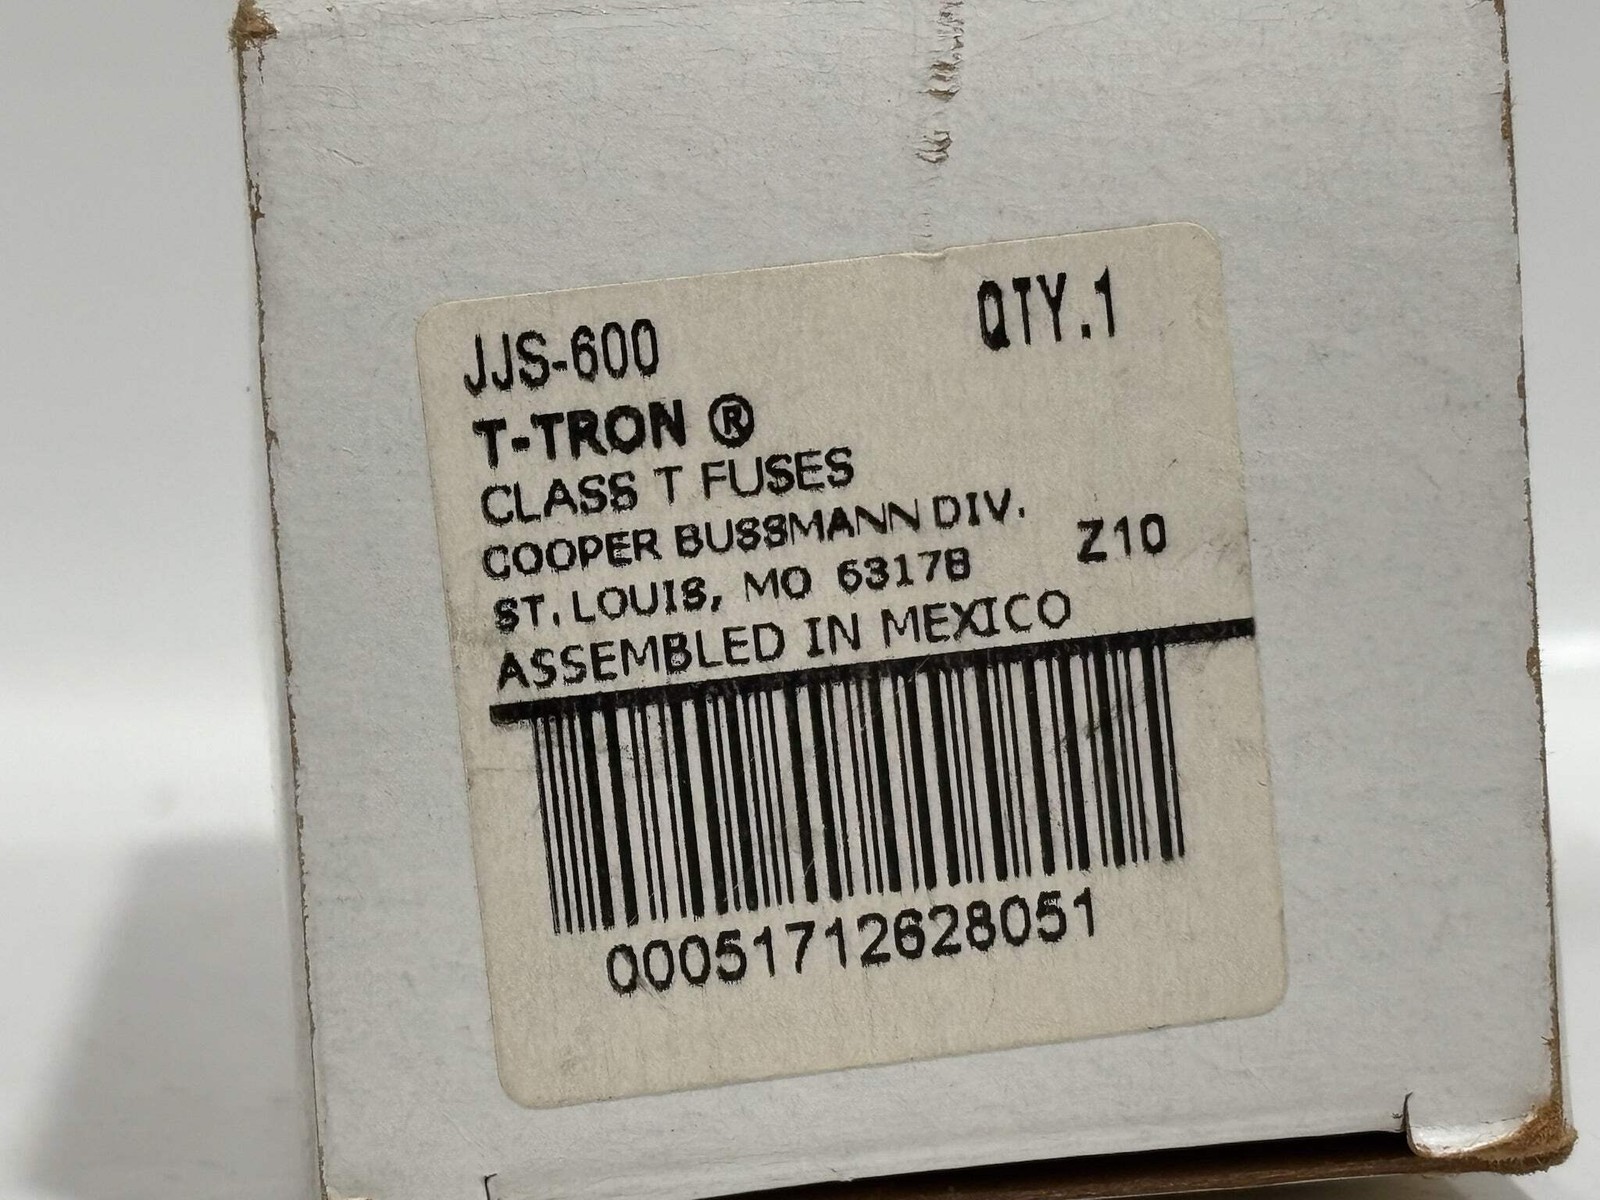 JJS-600 QTY.1
T-TRON ®
CLASS T FUSES
COOPER BUSSMANN DIV.
ST. LOUIS, MO 63178 Z10
ASSEMBLED IN MEXICO
00051712628051